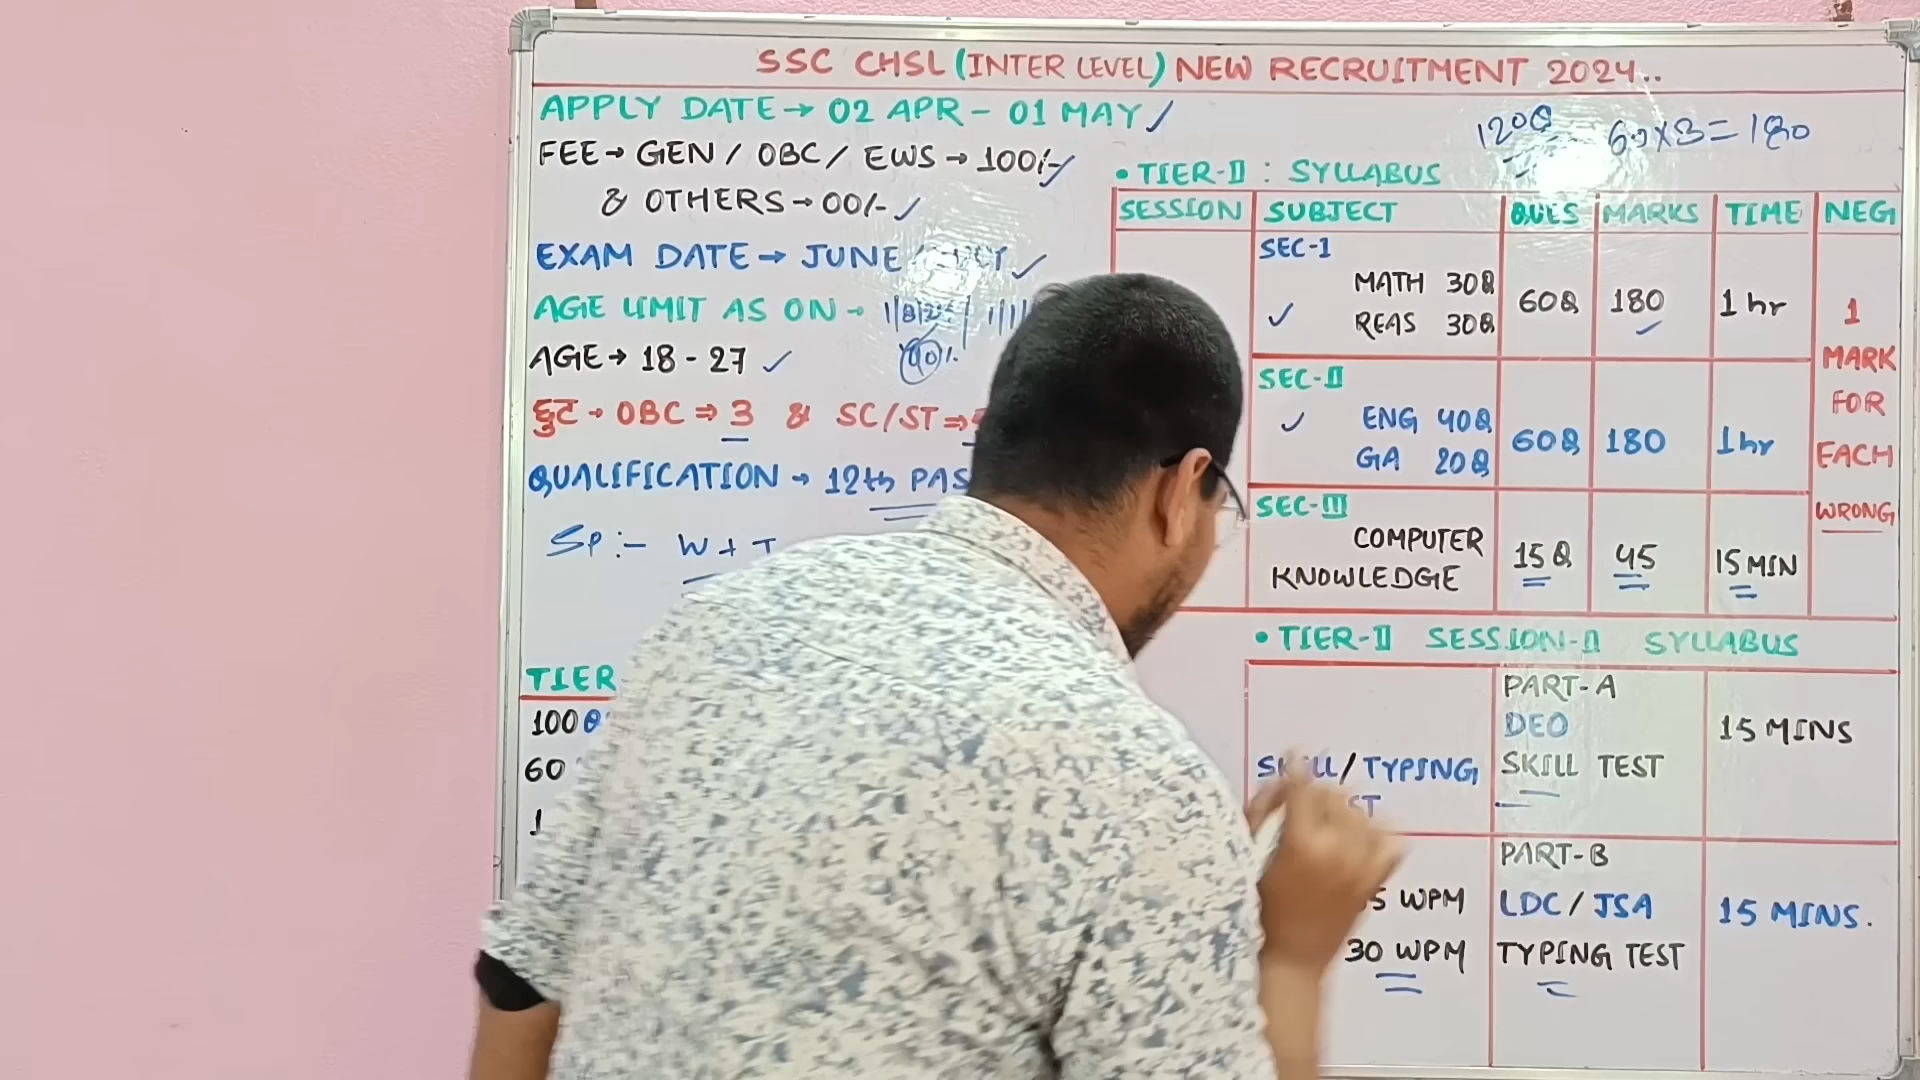 SSC CHSL (INTER LEVEL) NEW RECRUITMENT 2024..
APPLY DATE → 02 APR - 01 MAY ✓
FEE → GEN / OBC / EWS → 100/- ✓
& OTHERS → 00/- ✓
EXAM DATE → JUNE
AGE LIMIT AS ON -
AGE → 18 - 27 ✓
छुट → OBC ⇒ 3 & SC/ST ⇒
QUALIFICATION → 12th PAS
SP :- W + T
TIER
100 Q
60
1
120Q 60×3=180
• TIER-II : SYLLABUS
SESSION SUBJECT QUES MARKS TIME NEG
SEC-I
MATH 30Q
REAS 30Q
60Q 180 1 hr
SEC-II
ENG 40Q
GA 20Q
60Q 180 1 hr
SEC-III
COMPUTER
KNOWLEDGE
15Q 45 15 MIN
1
MARK
FOR
EACH
WRONG
• TIER-II SESSION-II SYLLABUS
SKILL/TYPING
PART-A
DEO
SKILL TEST
15 MINS
5 WPM
30 WPM
PART-B
LDC / JSA
TYPING TEST
15 MINS.